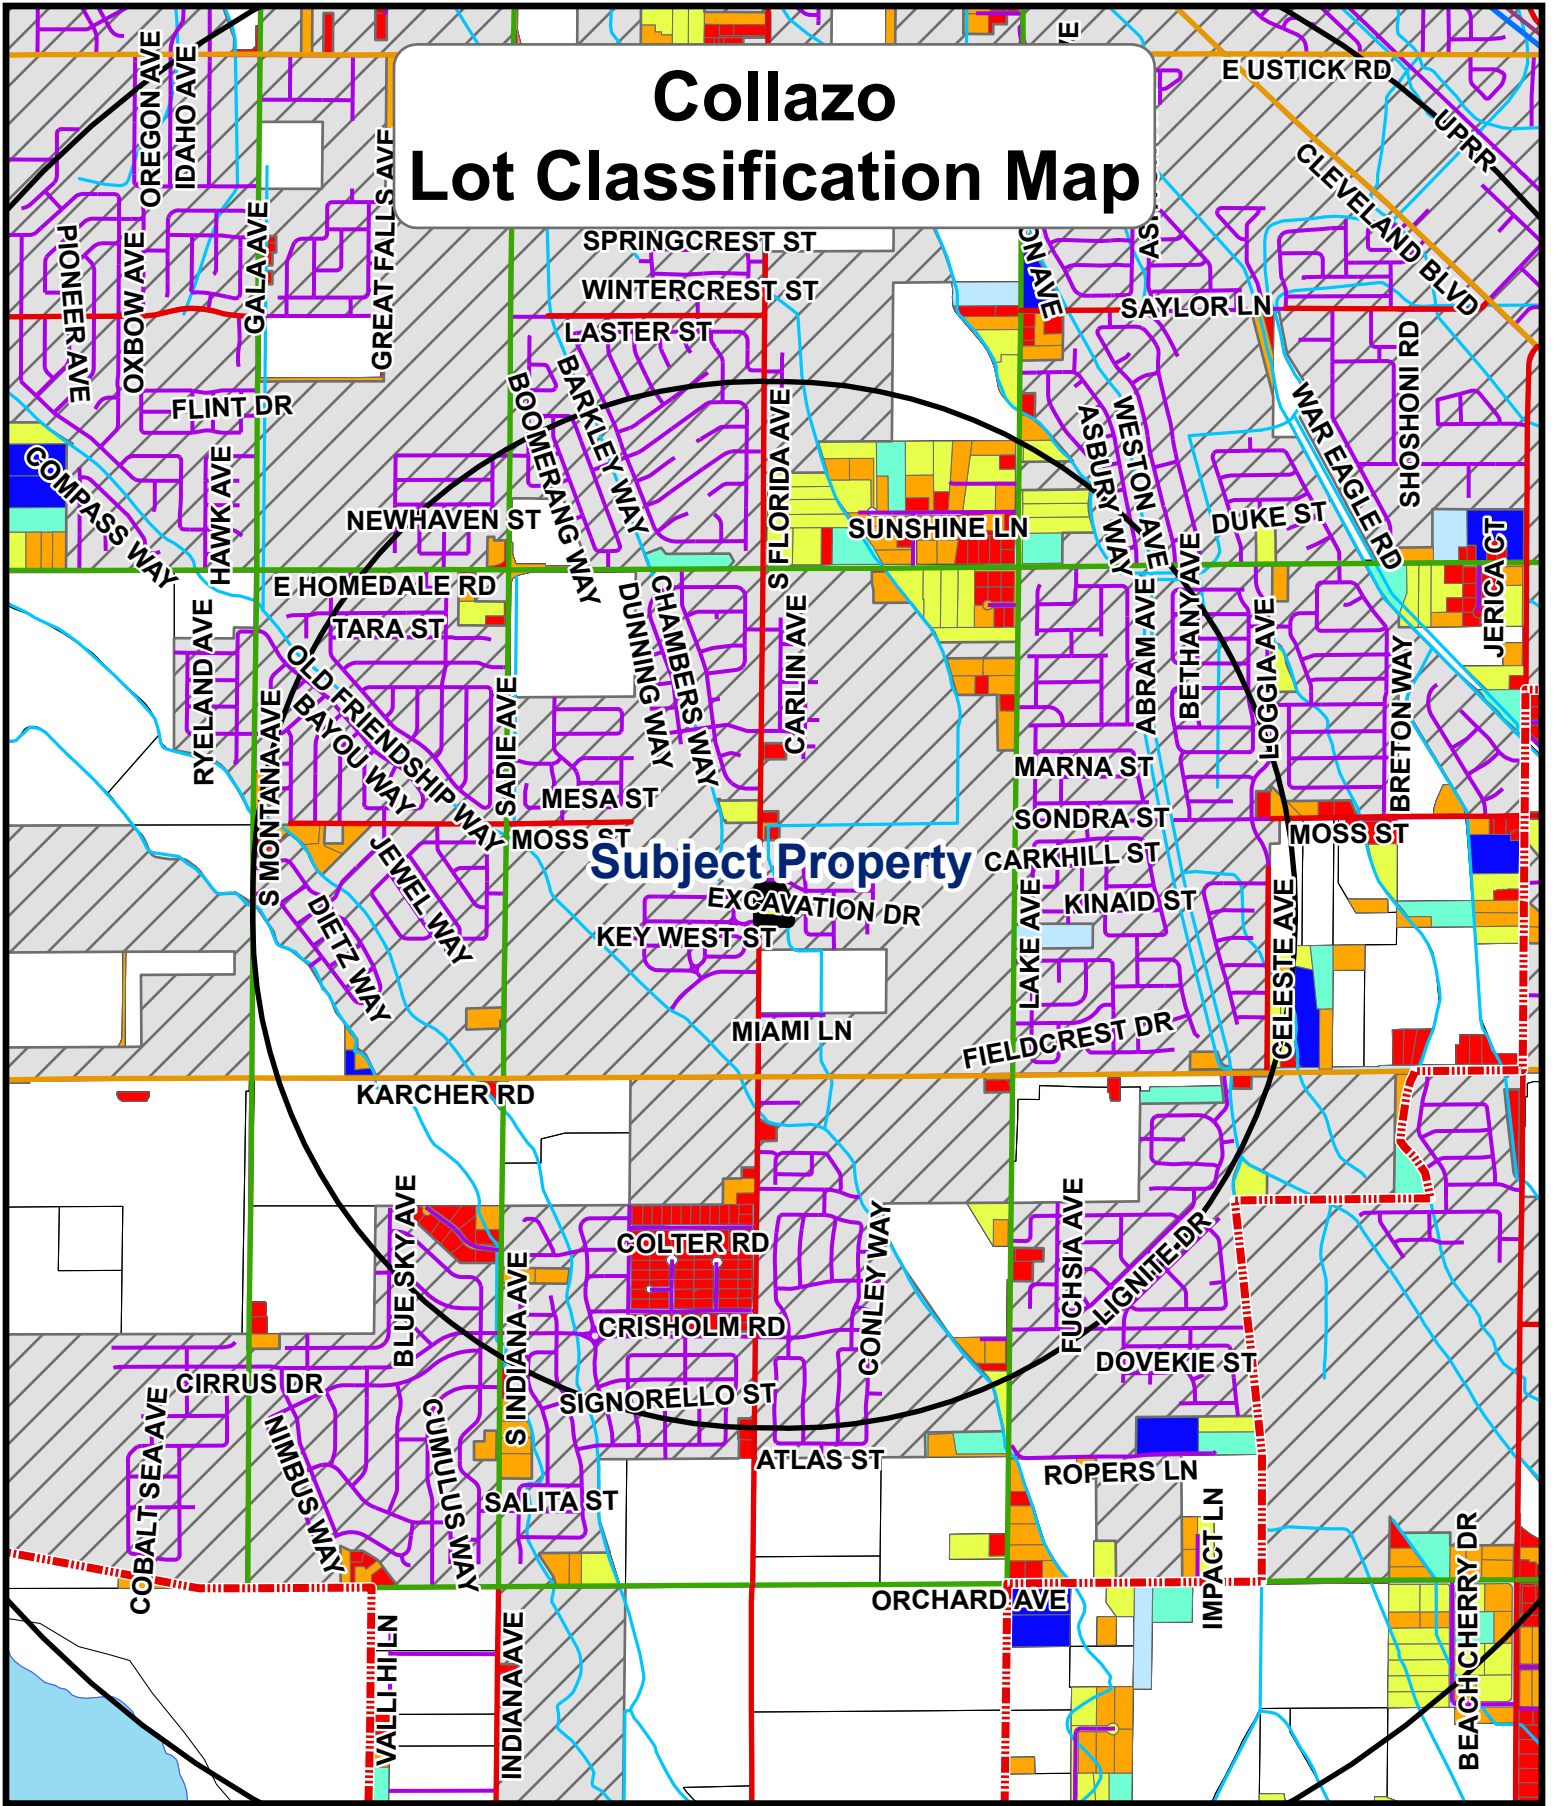 Collazo
Lot Classification Map
E USTICK RD
UPRR
CLEVELAND BLVD
OREGON AVE
IDAHO AVE
GREAT FALLS AVE
PIONEER AVE
OXBOW AVE
GALA AVE
SPRINGCREST ST
WINTERCREST ST
LASTER ST
SAYLOR LN
SHOSHONI RD
FLINT DR
BOOMERANG WAY
BARKLEY WAY
S FLORIDA AVE
ASBURY WAY
WESTON AVE
WAR EAGLE RD
COMPASS WAY
HAWK AVE
NEWHAVEN ST
SUNSHINE LN
DUKE ST
JERICA CT
E HOMEDALE RD
TARA ST
RYELAND AVE
OLD FRIENDSHIP WAY
BAYOU WAY
S MONTANA AVE
SADIE AVE
DUNNING WAY
CHAMBERS WAY
CARLIN AVE
ABRAM AVE
BETHANY AVE
LOGGIA AVE
BRETON WAY
MARNA ST
MESA ST
SONDRA ST
MOSS ST
MOSS ST
Subject Property
CARKHILL ST
JEWEL WAY
DIETZ WAY
EXCAVATION DR
KINAID ST
KEY WEST ST
LAKE AVE
CELESTE AVE
MIAMI LN
FIELDCREST DR
KARCHER RD
BLUE SKY AVE
COLTER RD
CONLEY WAY
FUCHSIA AVE
LIGNITE DR
S INDIANA AVE
CRISHOLM RD
DOVEKIE ST
CIRRUS DR
SIGNORELLO ST
COBALT SEA AVE
NIMBUS WAY
CUMULUS WAY
ATLAS ST
ROPERS LN
SALITA ST
IMPACT LN
BEACH CHERRY DR
ORCHARD AVE
VALLI-HI LN
INDIANA AVE